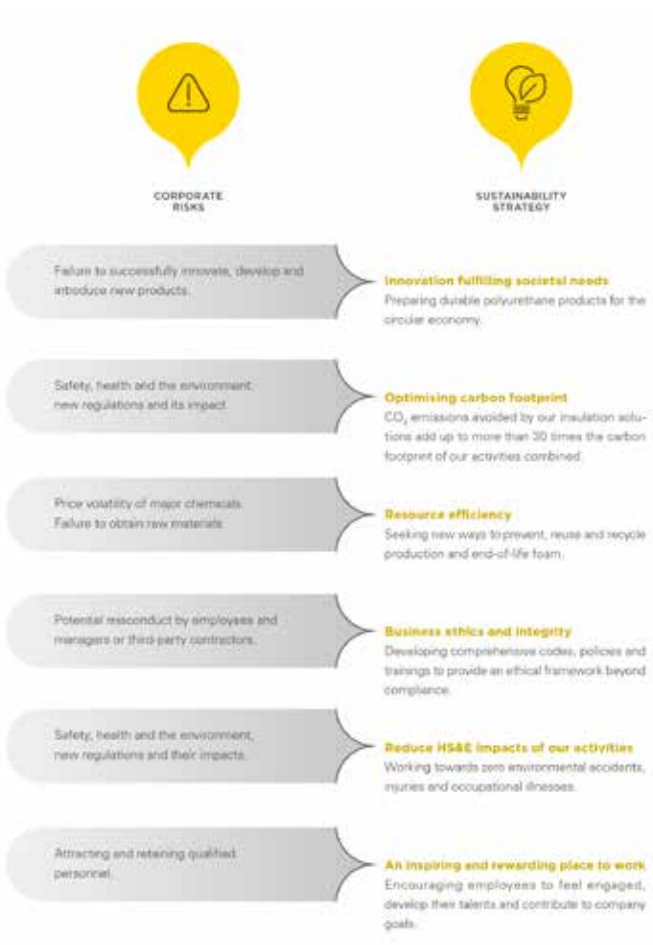 CORPORATE
RISKS
SUSTAINABILITY
STRATEGY
Failure to successfully innovate, develop and
introduce new products.
Innovation fulfilling societal needs
Preparing durable polyurethane products for the
circular economy.
Safety, health and the environment,
new regulations and its impact
Optimising carbon footprint
CO₂ emissions avoided by our insulation solu-
tions add up to more than 30 times the carbon
footprint of our activities combined
Price volatility of major chemicals
Failure to obtain raw materials
Resource efficiency
Seeking new ways to prevent, reuse and recycle
production and end-of-life foam.
Potential misconduct by employees and
managers or third-party contractors.
Business ethics and integrity
Developing comprehensive codes, policies and
trainings to provide an ethical framework beyond
compliance.
Safety, health and the environment,
new regulations and their impacts.
Reduce HS&E impacts of our activities
Working towards zero environmental accidents,
injuries and occupational illnesses.
Attracting and retaining qualified
personnel.
An inspiring and rewarding place to work
Encouraging employees to feel engaged,
develop their talents and contribute to company
goals.